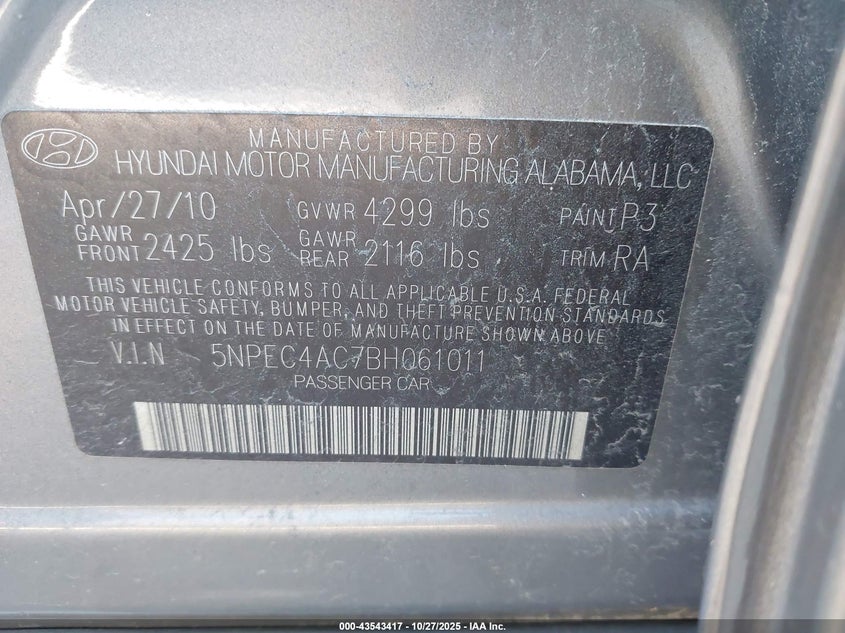 MANUFACTURED BY
HYUNDAI MOTOR MANUFACTURING ALABAMA, LLC
Apr/27/10 GVWR 4299 lbs PAINT P3
GAWR FRONT 2425 lbs GAWR REAR 2116 lbs TRIM RA
THIS VEHICLE CONFORMS TO ALL APPLICABLE U.S.A. FEDERAL
MOTOR VEHICLE SAFETY, BUMPER, AND THEFT PREVENTION STANDARDS
IN EFFECT ON THE DATE OF MANUFACTURE SHOWN ABOVE.
V.I.N 5NPEC4AC7BH061011
PASSENGER CAR
000-43543417 • 10/27/2025 - IAA Inc.